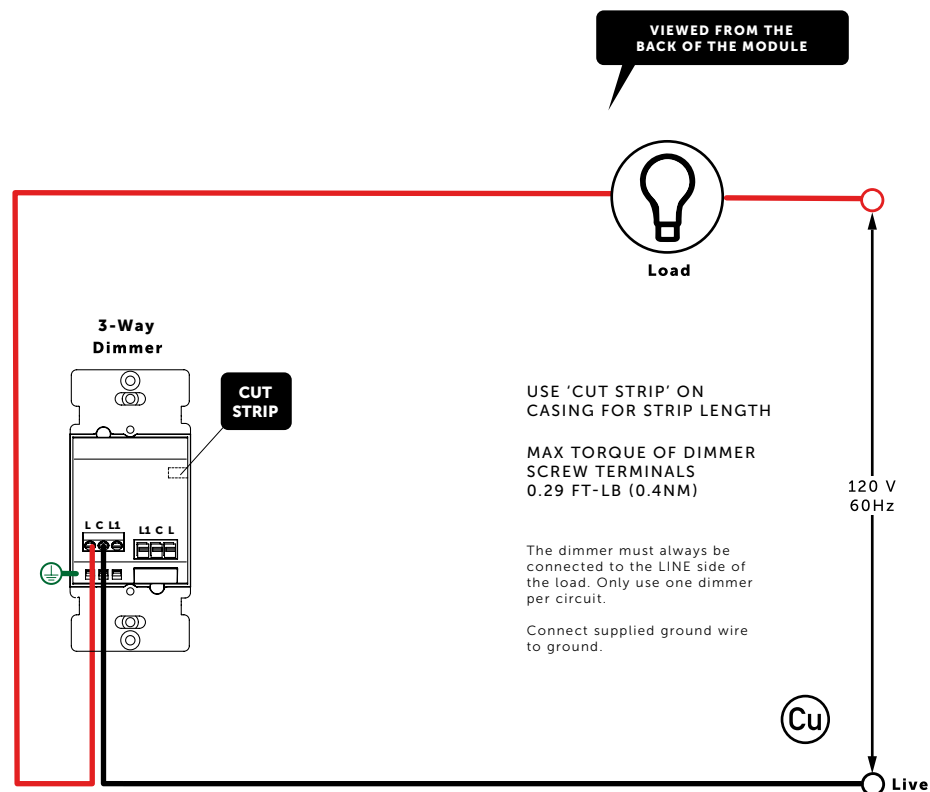 VIEWED FROM THE
BACK OF THE MODULE
Load
3-Way
Dimmer
CUT
STRIP
USE ‘CUT STRIP’ ON
CASING FOR STRIP LENGTH
MAX TORQUE OF DIMMER
SCREW TERMINALS
0.29 FT-LB (0.4NM)
120 V
60Hz
L C L1
L1 C L
The dimmer must always be
connected to the LINE side of
the load. Only use one dimmer
per circuit.
Connect supplied ground wire
to ground.
Cu
Live